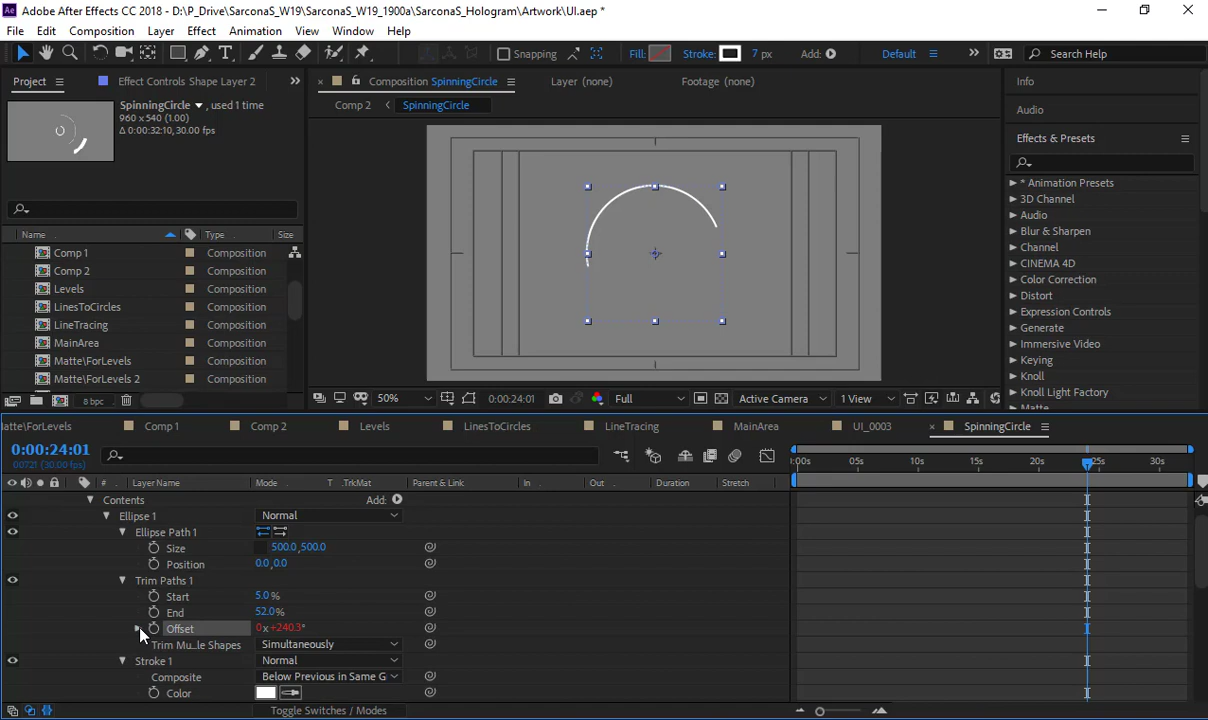 Adobe After Effects CC 2018 - D:\P_Drive\SarconaS_W19\SarconaS_W19_1900a\SarconaS_Hologram\Artwork\UI.aep *
File Edit Composition Layer Effect Animation View Window Help
Snapping Fill: Stroke: 7 px Add: Default Search Help
Project Effect Controls Shape Layer 2 Composition SpinningCircle Layer (none) Footage (none) Info
SpinningCircle , used 1 time
960 x 540 (1.00)
Δ 0:00:32:10, 30.00 fps
Comp 2 SpinningCircle
Audio
Effects & Presets
Name Type
Comp 1 Composition
Comp 2 Composition
Levels Composition
LinesToCircles Composition
LineTracing Composition
MainArea Composition
Matte\ForLevels Composition
Matte\ForLevels 2 Composition
* Animation Presets
3D Channel
Audio
Blur & Sharpen
Channel
CINEMA 4D
Color Correction
Distort
Expression Controls
Generate
Immersive Video
Keying
Knoll
Knoll Light Factory
Matte
8 bpc 50% 0:00:24:01 Full Active Camera 1 View
latte\ForLevels Comp 1 Comp 2 Levels LinesToCircles LineTracing MainArea UI_0003 SpinningCircle
0:00:24:01
00721 (30.00 fps)
:00s 05s 10s 15s 20s 25s 30s
# Layer Name Mode T .TrkMat Parent & Link In Out Duration Stretch
Contents Add:
Ellipse 1 Normal
Ellipse Path 1
Size 500.0,500.0
Position 0.0,0.0
Trim Paths 1
Start 5.0 %
End 52.0 %
Offset 0 x +240.3°
Trim Mu...le Shapes Simultaneously
Stroke 1 Normal
Composite Below Previous in Same G
Color
Toggle Switches / Modes